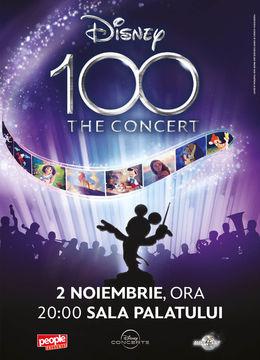 Disney
100
THE CONCERT
2 NOIEMBRIE, ORA
20:00 SALA PALATULUI
people
Disney
CONCERTS